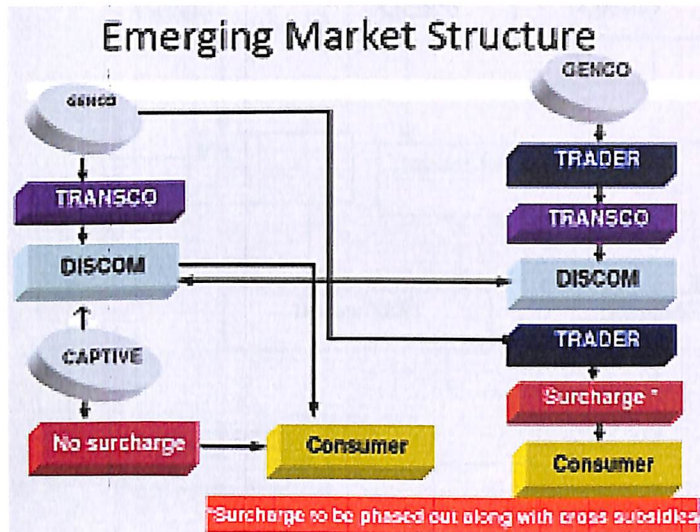 Emerging Market Structure
GENCO
TRANSCO
DISCOM
CAPTIVE
No surcharge
Consumer
GENCO
TRADER
TRANSCO
DISCOM
TRADER
Surcharge *
Consumer
*Surcharge to be phased out along with cross subsidies